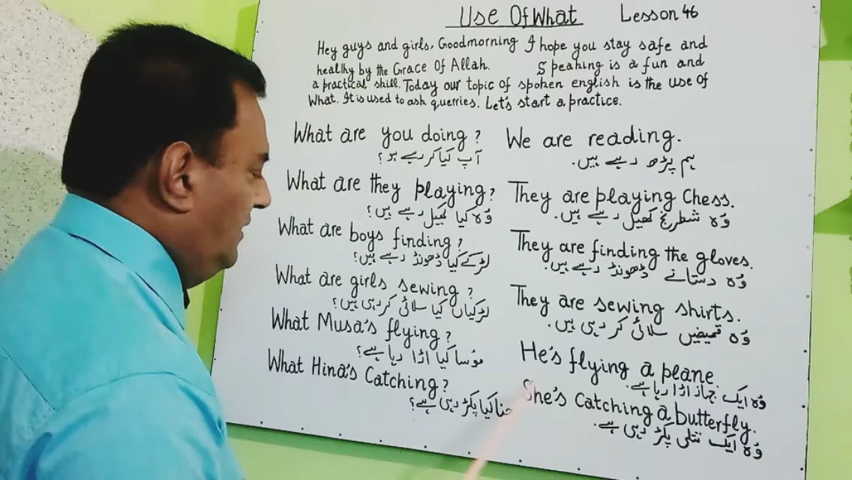 Use Of What Lesson 46
Hey guys and girls, Goodmorning I hope you stay safe and
healthy by the Grace Of Allah. Speaking is a fun and
a practical skill. Today our topic of spoken english is the use of
What. It is used to ask querries. Let's start a practice.
What are you doing? We are reading.
آپ کیا کر رہے ہو؟ ہم پڑھ رہے ہیں.
What are they playing? They are playing Chess.
وُہ کیا کھیل رہے ہیں؟ وُہ شطرنج کھیل رہے ہیں.
What are boys finding? They are finding the gloves.
لڑکے کیا ڈھونڈ رہے ہیں؟ وُہ دستانے ڈھونڈ رہے ہیں.
What are girls sewing? They are sewing shirts.
لڑکیاں کیا سلائی کر رہی ہیں؟ وُہ قمیضیں سلائی کر رہی ہیں.
What Musa's flying? He's flying a plane.
موُسا کیا اڑا رہا ہے؟ وُہ ایک جہاز اڑا رہا ہے.
What Hina's Catching? She's Catching a butterfly.
حنا کیا پکڑ رہی ہے؟ وُہ ایک تتلی پکڑ رہی ہے.